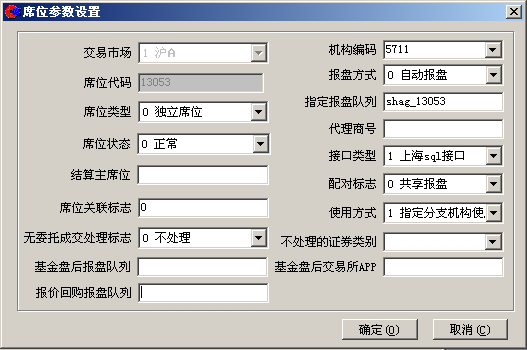 席位参数设置
交易市场 1 沪A
席位代码 13053
席位类型 0 独立席位
席位状态 0 正常
结算主席位
席位关联标志 0
无委托成交处理标志 0 不处理
基金盘后报盘队列
报价回购报盘队列
机构编码 5711
报盘方式 0 自动报盘
指定报盘队列 shag_13053
代理商号
接口类型 1 上海sql接口
配对标志 0 共享报盘
使用方式 1 指定分支机构使
不处理的证券类别
基金盘后交易所APP
确定(O) 取消(C)